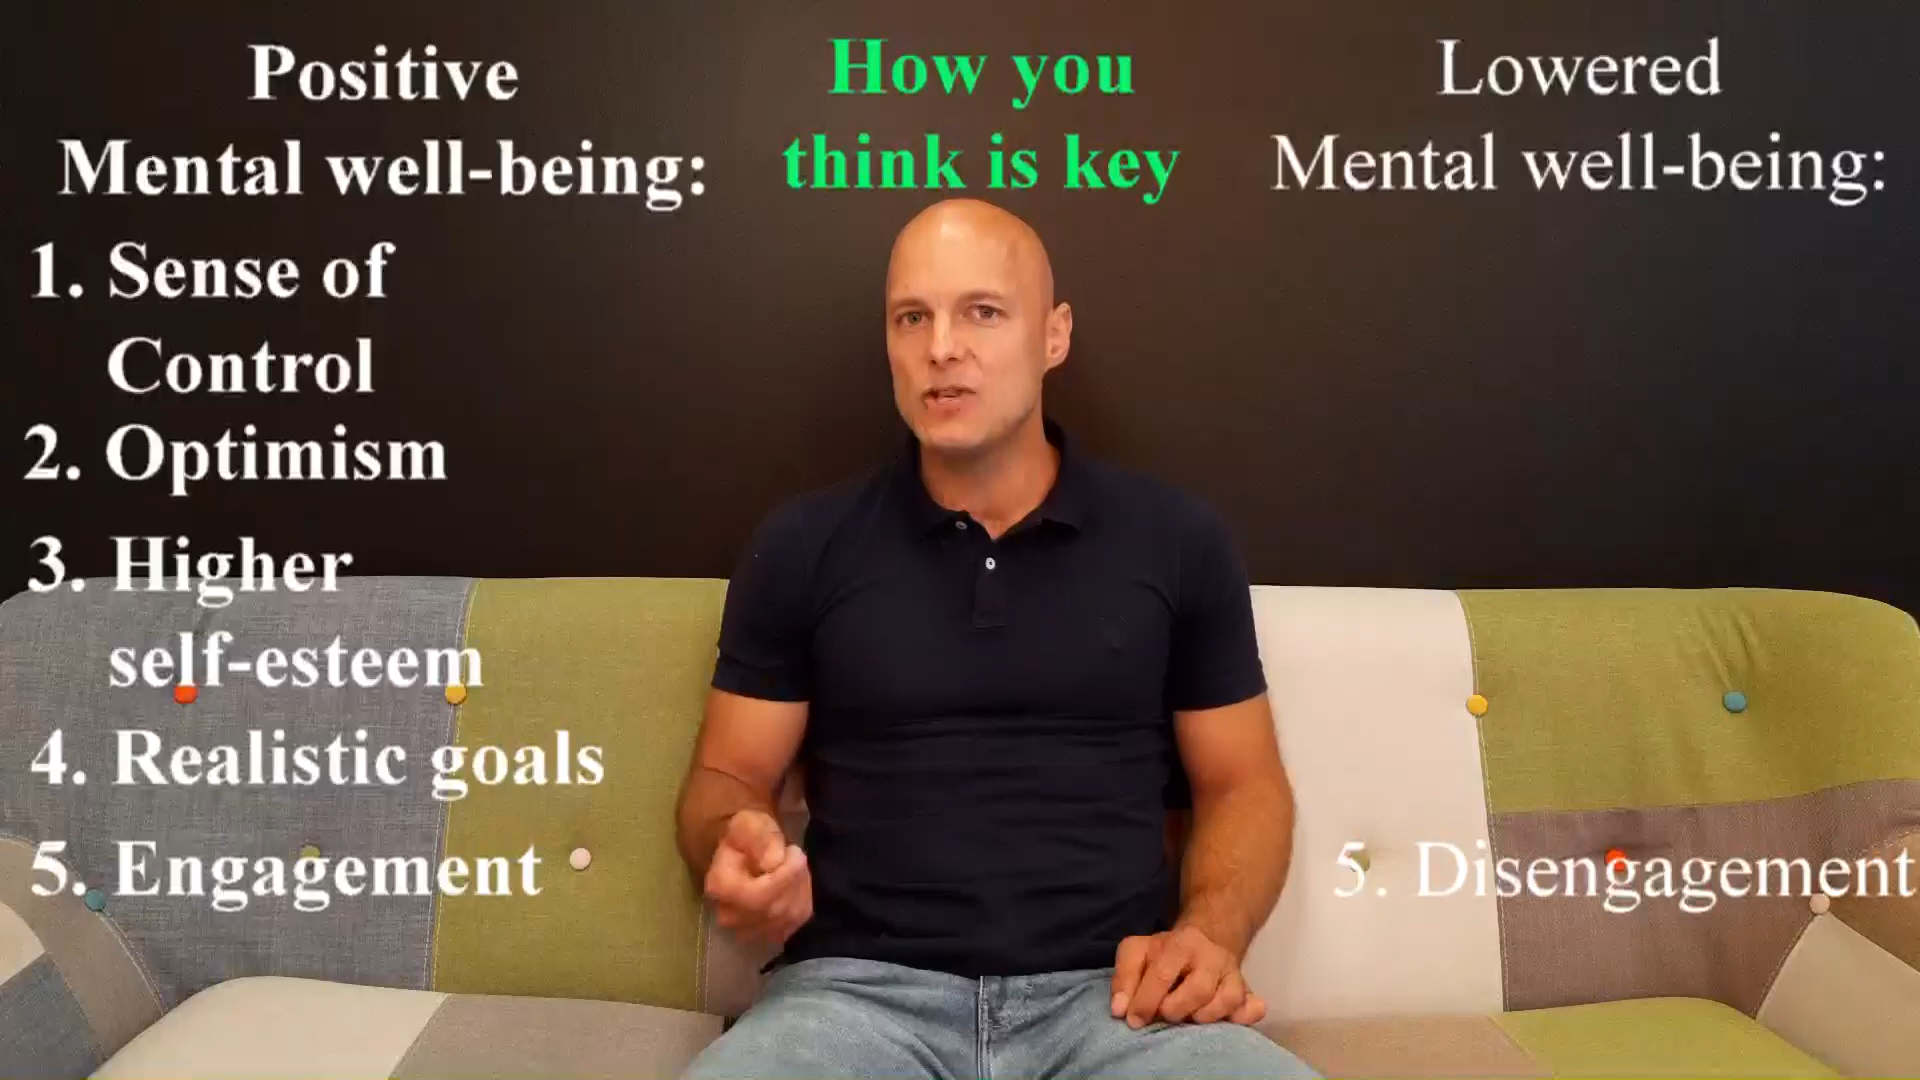 Positive
Mental well-being:
1. Sense of
Control
2. Optimism
3. Higher
self-esteem
4. Realistic goals
5. Engagement
How you
think is key
Lowered
Mental well-being:
5. Disengagement